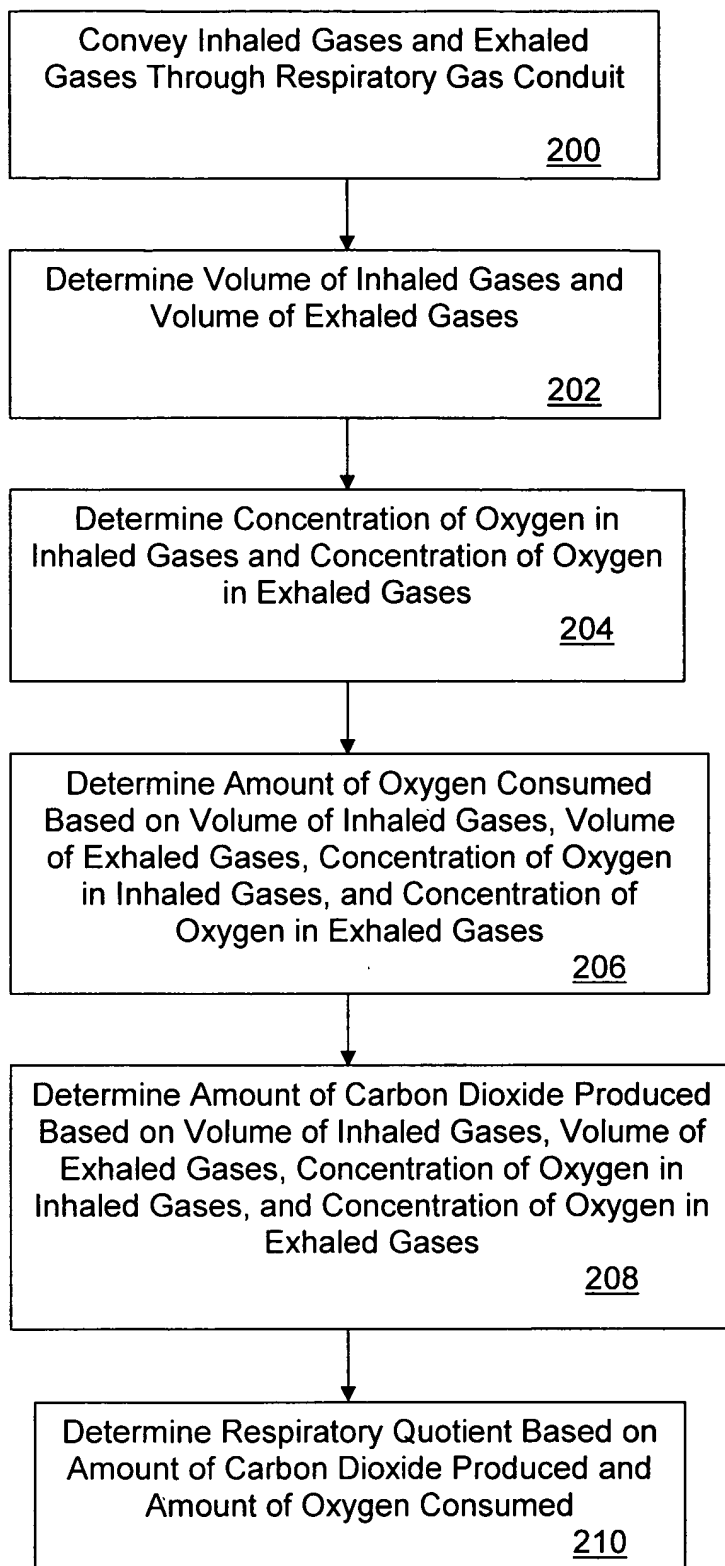 Convey Inhaled Gases and Exhaled
Gases Through Respiratory Gas Conduit
200
Determine Volume of Inhaled Gases and
Volume of Exhaled Gases
202
Determine Concentration of Oxygen in
Inhaled Gases and Concentration of Oxygen
in Exhaled Gases
204
Determine Amount of Oxygen Consumed
Based on Volume of Inhaled Gases, Volume
of Exhaled Gases, Concentration of Oxygen
in Inhaled Gases, and Concentration of
Oxygen in Exhaled Gases
206
Determine Amount of Carbon Dioxide Produced
Based on Volume of Inhaled Gases, Volume of
Exhaled Gases, Concentration of Oxygen in
Inhaled Gases, and Concentration of Oxygen in
Exhaled Gases
208
Determine Respiratory Quotient Based on
Amount of Carbon Dioxide Produced and
Amount of Oxygen Consumed
210